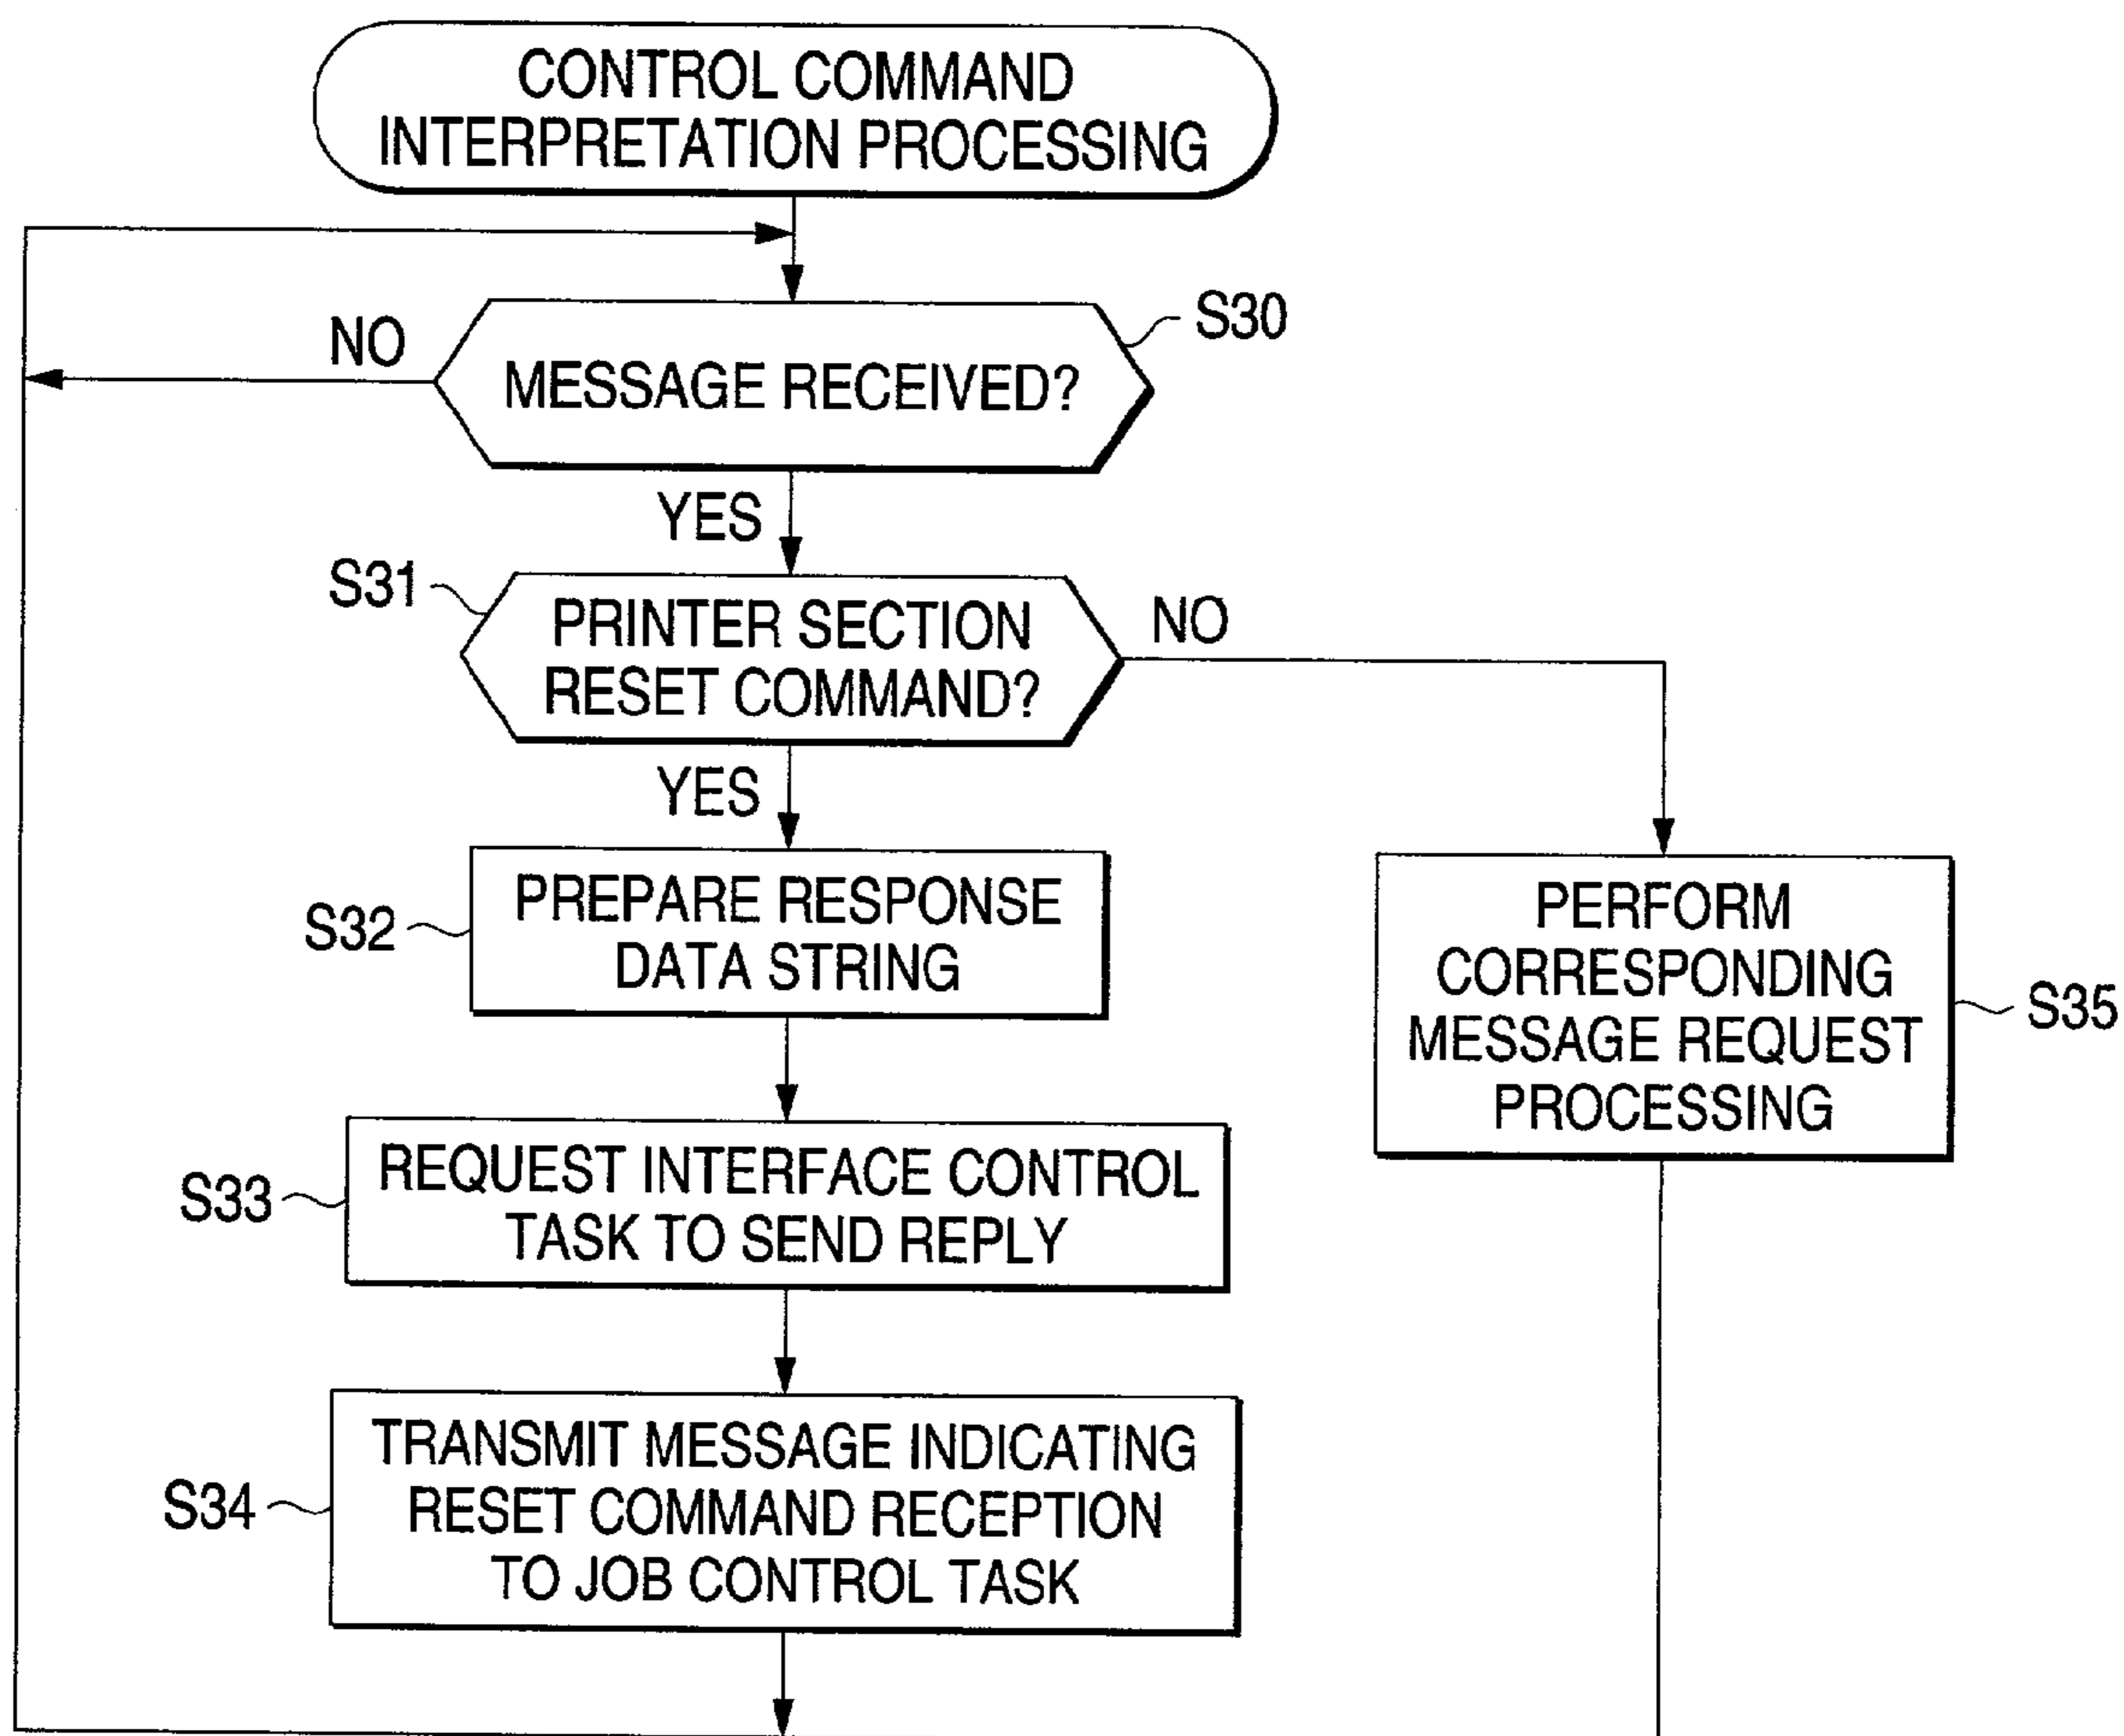 CONTROL COMMAND
INTERPRETATION PROCESSING
S30
NO
MESSAGE RECEIVED?
YES
S31
PRINTER SECTION
RESET COMMAND?
NO
YES
S32
PREPARE RESPONSE
DATA STRING
PERFORM
CORRESPONDING
MESSAGE REQUEST
PROCESSING
S35
S33
REQUEST INTERFACE CONTROL
TASK TO SEND REPLY
S34
TRANSMIT MESSAGE INDICATING
RESET COMMAND RECEPTION
TO JOB CONTROL TASK